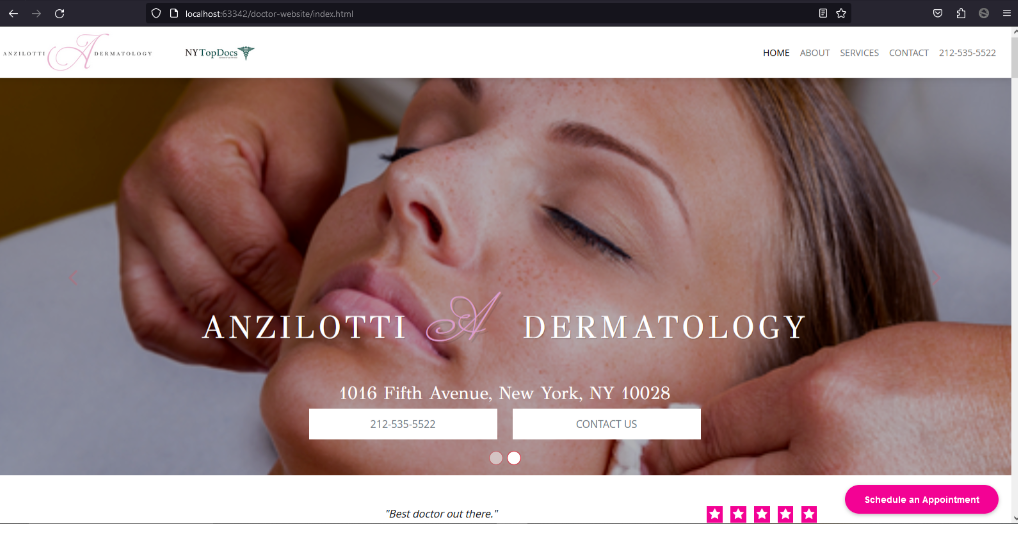 localhost:63342/doctor-website/index.html
ANZILOTTI A DERMATOLOGY
NYTopDocs
HOME ABOUT SERVICES CONTACT 212-535-5522
ANZILOTTI A DERMATOLOGY
1016 Fifth Avenue, New York, NY 10028
212-535-5522 CONTACT US
"Best doctor out there."
Schedule an Appointment